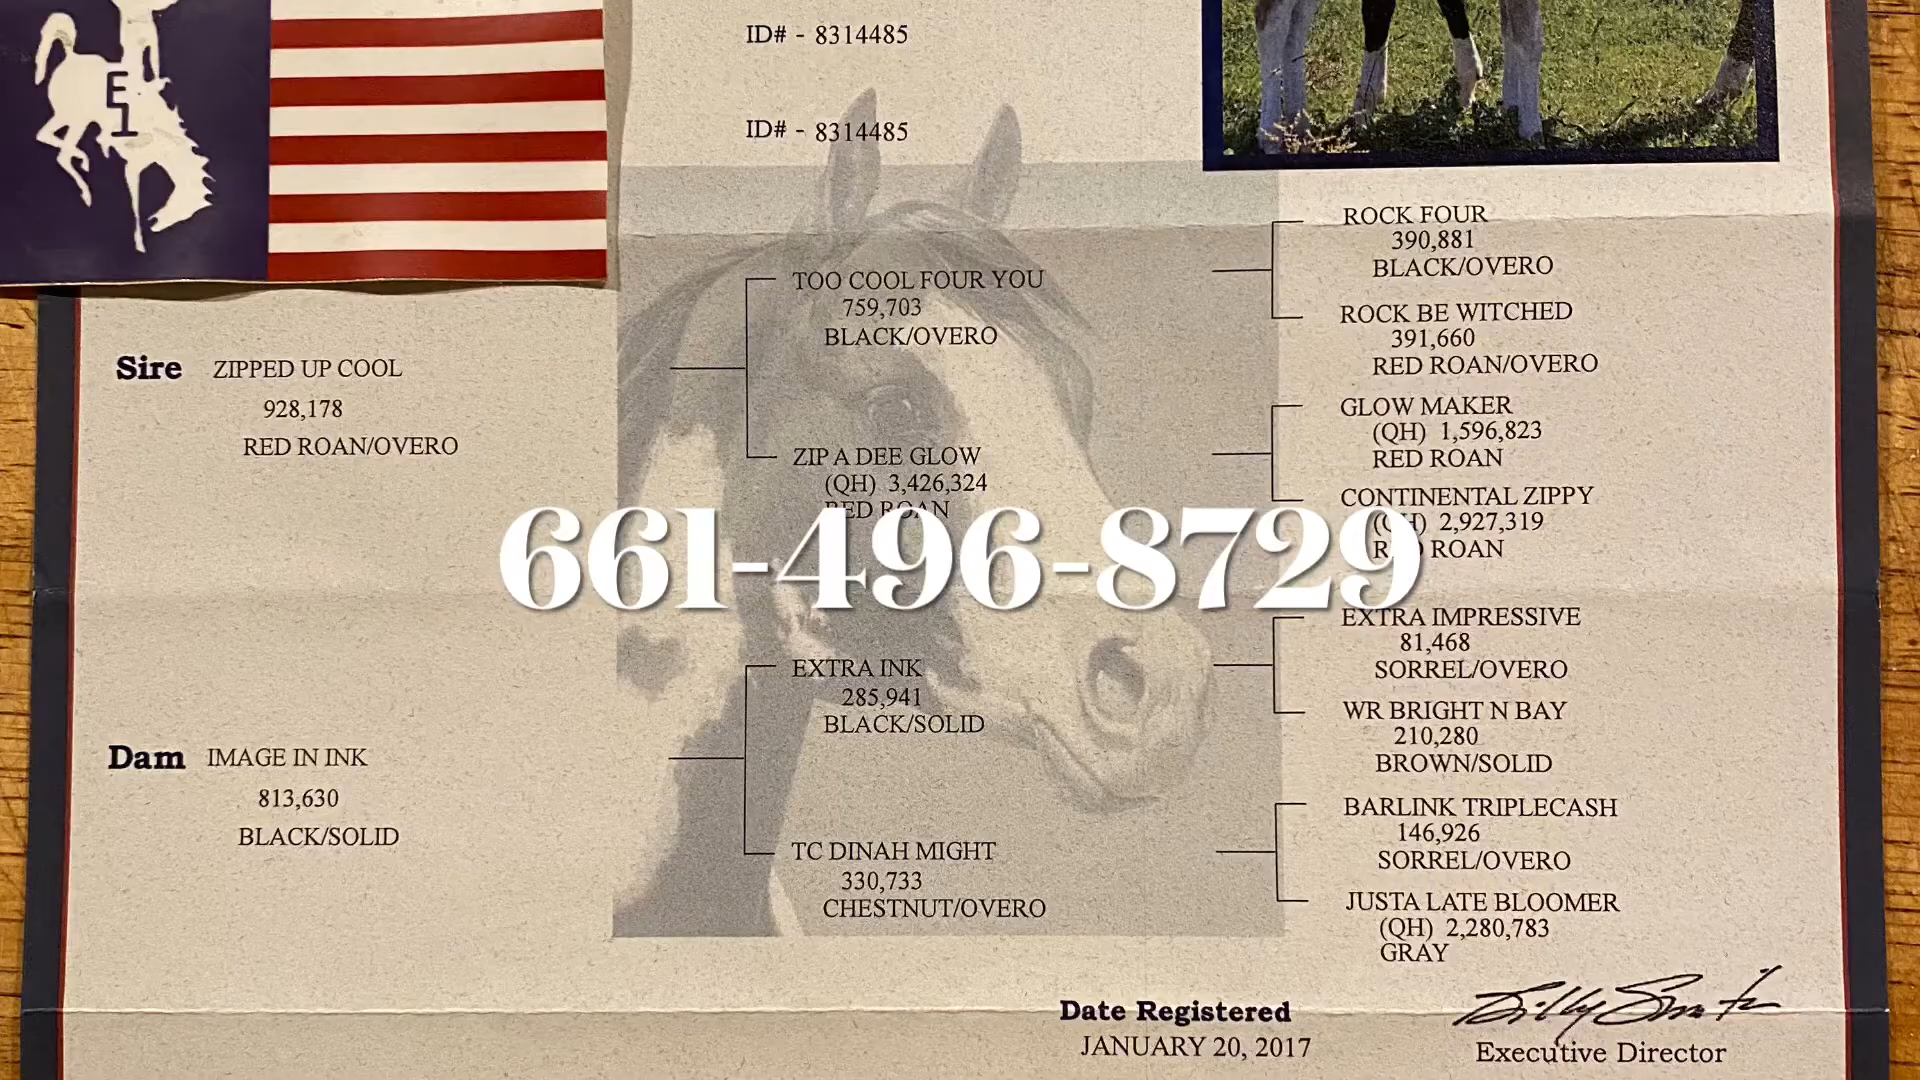 E
5
1
ID# - 8314485
ID# - 8314485
Sire ZIPPED UP COOL
928,178
RED ROAN/OVERO
TOO COOL FOUR YOU
759,703
BLACK/OVERO
ZIP A DEE GLOW
(QH) 3,426,324
RED ROAN
ROCK FOUR
390,881
BLACK/OVERO
ROCK BE WITCHED
391,660
RED ROAN/OVERO
GLOW MAKER
(QH) 1,596,823
RED ROAN
CONTINENTAL ZIPPY
(QH) 2,927,319
RED ROAN
661-496-8729
Dam IMAGE IN INK
813,630
BLACK/SOLID
EXTRA INK
285,941
BLACK/SOLID
TC DINAH MIGHT
330,733
CHESTNUT/OVERO
EXTRA IMPRESSIVE
81,468
SORREL/OVERO
WR BRIGHT N BAY
210,280
BROWN/SOLID
BARLINK TRIPLECASH
146,926
SORREL/OVERO
JUSTA LATE BLOOMER
(QH) 2,280,783
GRAY
Date Registered
JANUARY 20, 2017
Executive Director